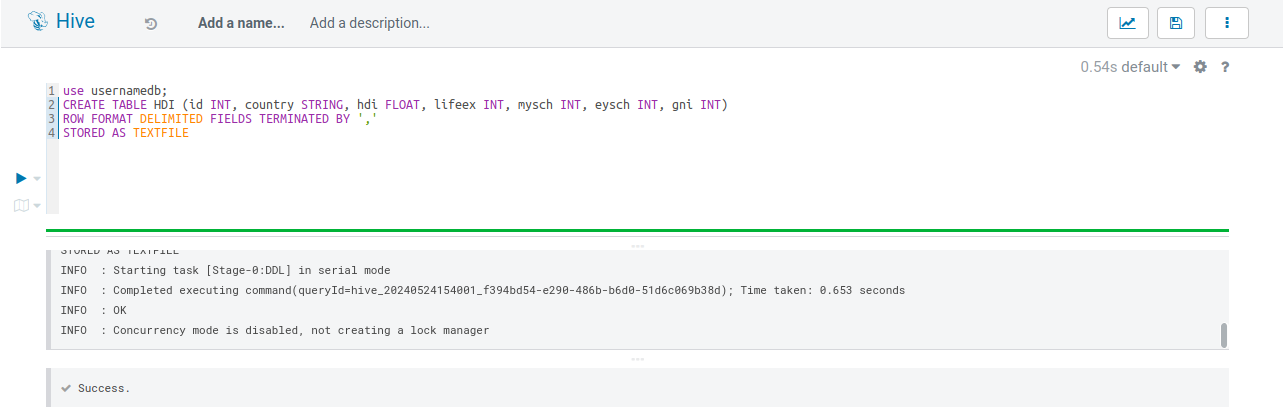 Hive
Add a name...
Add a description...
0.54s default
?
1 use usernamedb;
2 CREATE TABLE HDI (id INT, country STRING, hdi FLOAT, lifeex INT, mysch INT, eysch INT, gni INT)
3 ROW FORMAT DELIMITED FIELDS TERMINATED BY ','
4 STORED AS TEXTFILE
STORED AS TEXTFILE
INFO : Starting task [Stage-0:DDL] in serial mode
INFO : Completed executing command(queryId=hive_20240524154001_f394bd54-e290-486b-b6d0-51d6c069b38d); Time taken: 0.653 seconds
INFO : OK
INFO : Concurrency mode is disabled, not creating a lock manager
Success.